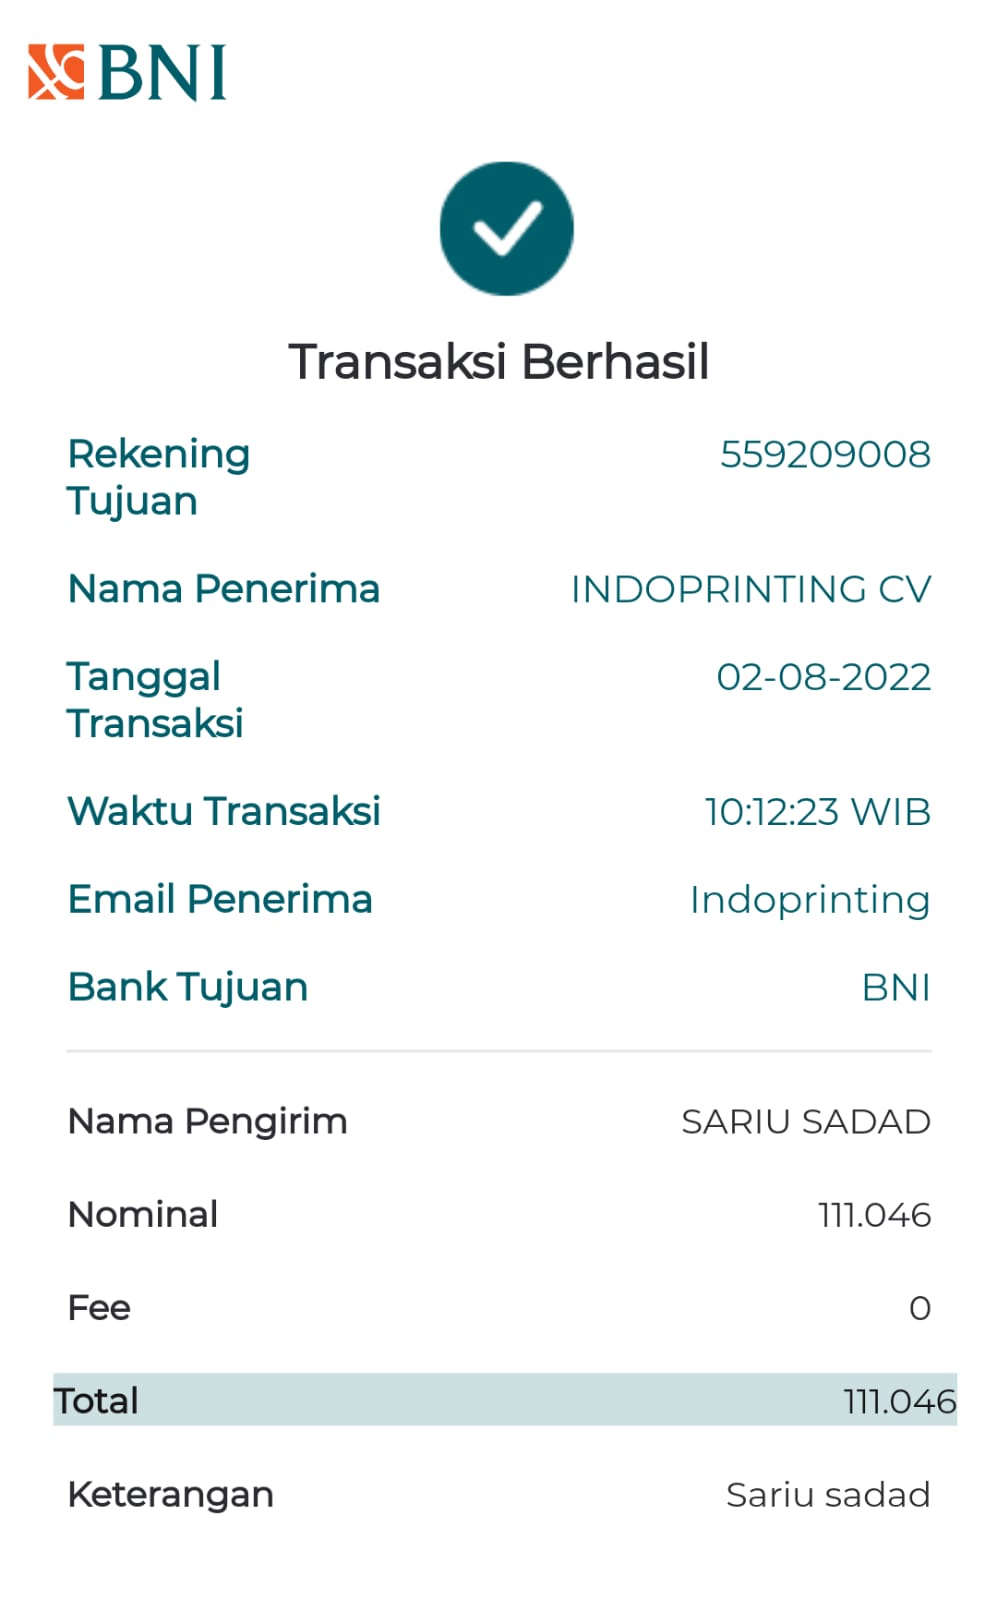 BNI
Transaksi Berhasil
Rekening 559209008
Tujuan
Nama Penerima INDOPRINTING CV
Tanggal 02-08-2022
Transaksi
Waktu Transaksi 10:12:23 WIB
Email Penerima Indoprinting
Bank Tujuan BNI
Nama Pengirim SARIU SADAD
Nominal 111.046
Fee 0
Total 111.046
Keterangan Sariu sadad